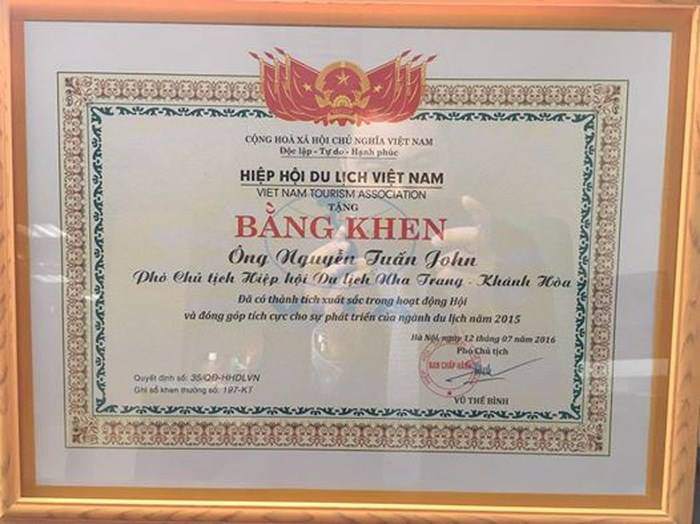 CỘNG HOÀ XÃ HỘI CHỦ NGHĨA VIỆT NAM
Độc lập - Tự do - Hạnh phúc
HIỆP HỘI DU LỊCH VIỆT NAM
VIET NAM TOURISM ASSOCIATION
TẶNG
BẰNG KHEN
Ông Nguyễn Tuấn John
Phó Chủ tịch Hiệp hội Du lịch Nha Trang - Khánh Hòa
Đã có thành tích xuất sắc trong hoạt động Hội
và đóng góp tích cực cho sự phát triển của ngành du lịch năm 2015
Hà Nội, ngày 12 tháng 07 năm 2016
Phó Chủ tịch
BAN CHẤP HÀNH
Quyết định số: 35/QĐ-HHDLVN
Ghi sổ khen thưởng số: 197-KT
VŨ THẾ BÌNH